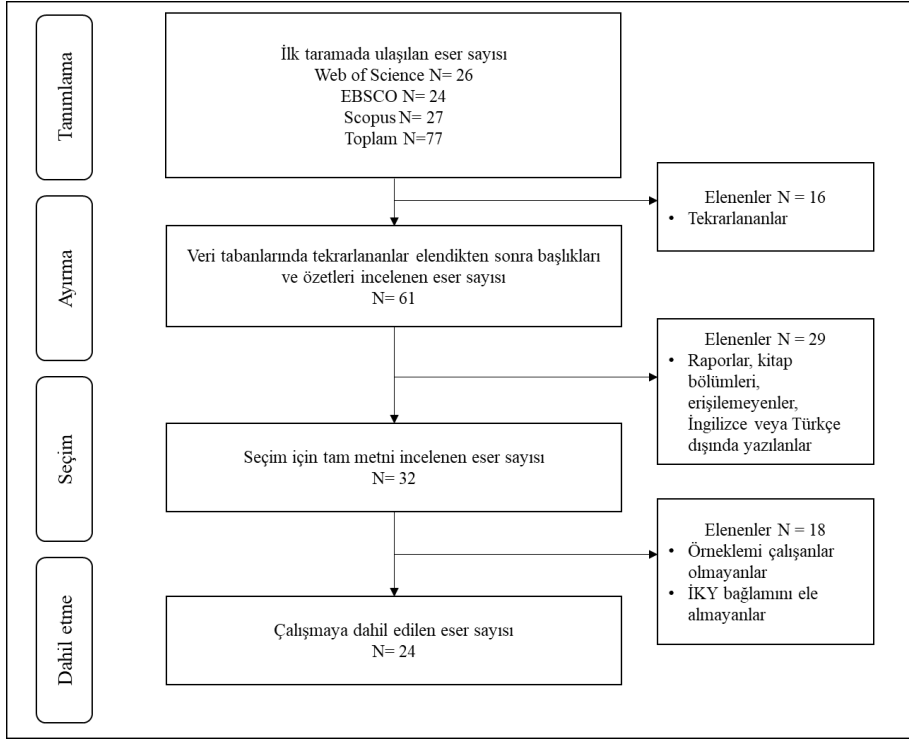 Tanımlama
İlk taramada ulaşılan eser sayısı
Web of Science N= 26
EBSCO N= 24
Scopus N= 27
Toplam N=77
Elenenler N = 16
• Tekrarlananlar
Ayırma
Veri tabanlarında tekrarlananlar elendikten sonra başlıkları
ve özetleri incelenen eser sayısı
N= 61
Elenenler N = 29
• Raporlar, kitap
bölümleri,
erişilemeyenler,
İngilizce veya Türkçe
dışında yazılanlar
Seçim
Seçim için tam metni incelenen eser sayısı
N= 32
Elenenler N = 18
• Örneklemi çalışanlar
olmayanlar
• İKY bağlamını ele
almayanlar
Dahil etme
Çalışmaya dahil edilen eser sayısı
N= 24